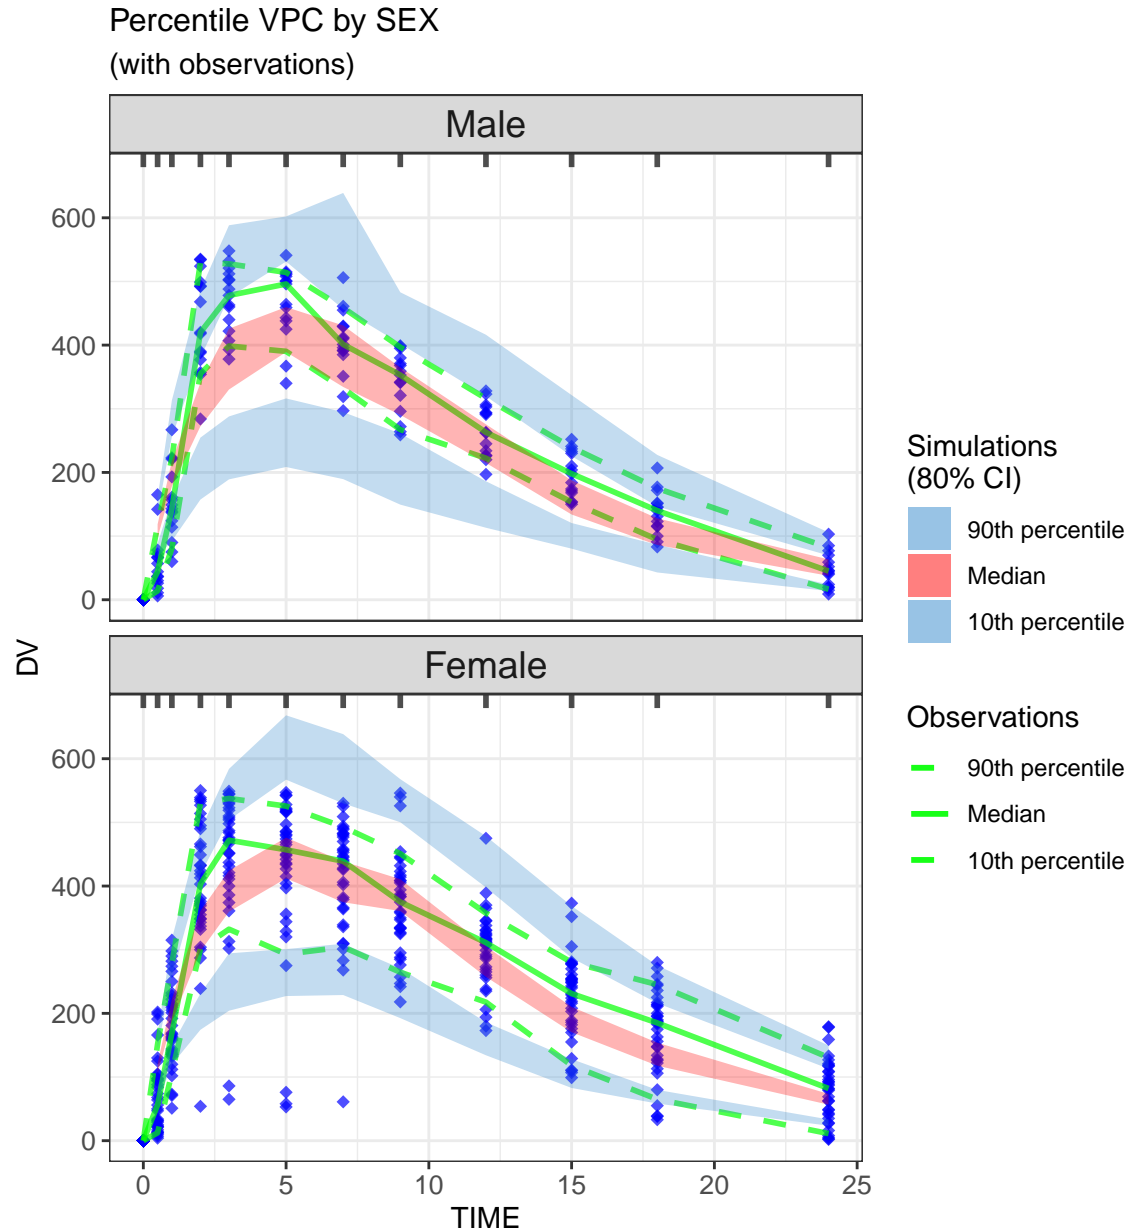 Percentile VPC by SEX
(with observations)
Male
600
400
200
0
DV
Female
600
400
200
0
0 5 10 15 20 25
TIME
Simulations
(80% CI)
90th percentile
Median
10th percentile
Observations
90th percentile
Median
10th percentile